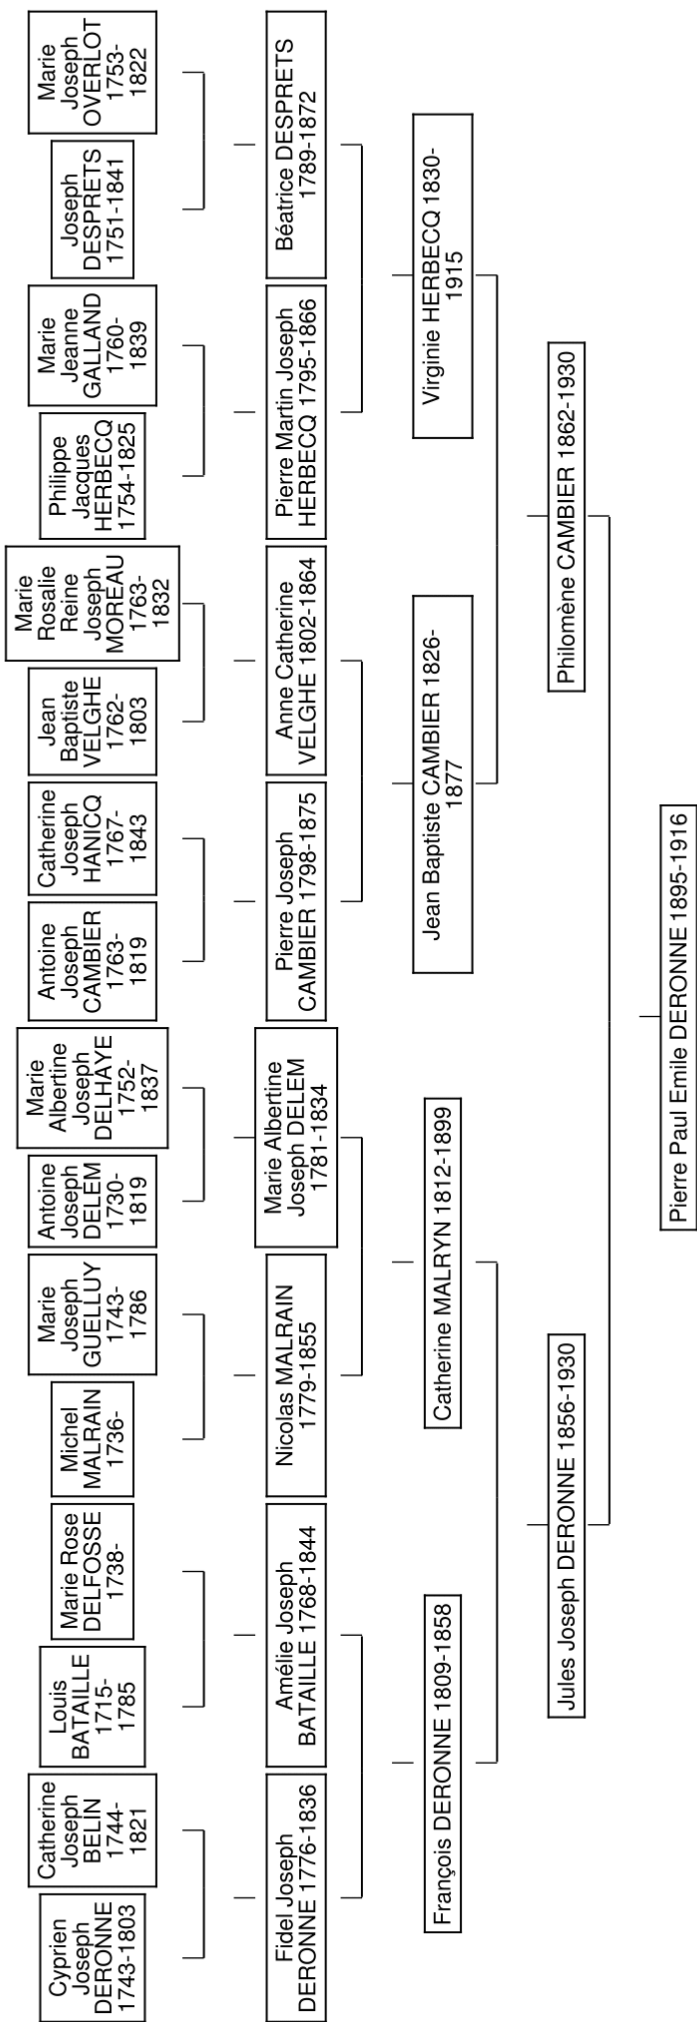 Cyprien
Joseph
DERONNE
1743-1803
Catherine
Joseph
BELIN
1744-
1821
Louis
BATAILLE
1715-
1785
Marie Rose
DELFOSSE
1738-
Michel
MALRAIN
1736-
Marie
Joseph
GUELLUY
1743-
1786
Antoine
Joseph
DELEM
1730-
1819
Marie
Albertine
Joseph
DELHAYE
1752-
1837
Antoine
Joseph
CAMBIER
1763-
1819
Catherine
Joseph
HANICQ
1767-
1843
Jean
Baptiste
VELGHE
1762-
1803
Marie
Rosalie
Reine
Joseph
MOREAU
1763-
1832
Philippe
Jacques
HERBECQ
1754-1825
Marie
Jeanne
GALLAND
1760-
1839
Joseph
DESPRETS
1751-1841
Marie
Joseph
OVERLOT
1753-
1822
Fidel Joseph
DERONNE 1776-1836
Amélie Joseph
BATAILLE 1768-1844
Nicolas MALRAIN
1779-1855
Marie Albertine
Joseph DELEM
1781-1834
Pierre Joseph
CAMBIER 1798-1875
Anne Catherine
VELGHE 1802-1864
Pierre Martin Joseph
HERBECQ 1795-1866
Béatrice DESPRETS
1789-1872
François DERONNE 1809-1858
Catherine MALRYN 1812-1899
Jean Baptiste CAMBIER 1826-
1877
Virginie HERBECQ 1830-
1915
Jules Joseph DERONNE 1856-1930
Philomène CAMBIER 1862-1930
Pierre Paul Emile DERONNE 1895-1916